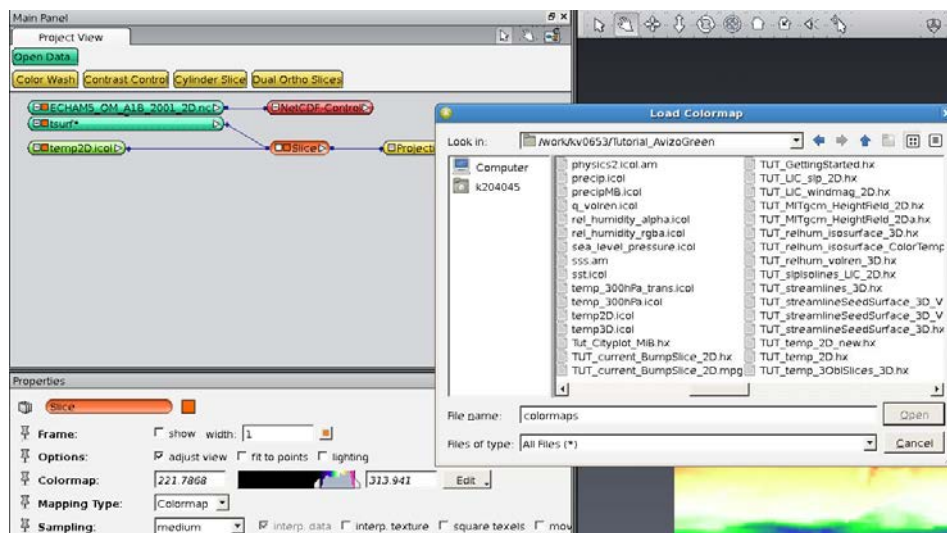 Main Panel
Project View
Open Data
Color Wash Contrast Control Cylinder Slice Dual Ortho Slices
ECHAM5_OM_A1B_2001_2D.nc NetCDF-Control
tsurf*
temp2D.icol Slice Projecti
Load Colormap
Look in: /work/kv0653/Tutorial_AvizoGreen
Computer
k204045
physics2.icol.am
precip.icol
precipMB.icol
q_volren.icol
rel_humidity_alpha.icol
rel_humidity_rgba.icol
sea_level_pressure.icol
sss.am
sst.icol
temp_300hPa_trans.icol
temp_300hPa.icol
temp2D.icol
temp3D.icol
Tut_Cityplot_MiB.hx
TUT_current_BumpSlice_2D.hx
TUT_current_BumpSlice_2D.mpg
TUT_GettingStarted.hx
TUT_LIC_slp_2D.hx
TUT_LIC_windmag_2D.hx
TUT_MITgcm_HeightField_2D.hx
TUT_MITgcm_HeightField_2Da.hx
TUT_relhum_isosurface_3D.hx
TUT_relhum_isosurface_ColorTemp
TUT_relhum_volren_3D.hx
TUT_slpIsolines_LIC_2D.hx
TUT_streamlines_3D.hx
TUT_streamlineSeedSurface_3D_V
TUT_streamlineSeedSurface_3D_V
TUT_streamlineSeedSurface_3D.hx
TUT_temp_2D_new.hx
TUT_temp_2D.hx
TUT_temp_3OblSlices_3D.hx
File name: colormaps Open
Files of type: All Files (*) Cancel
Properties
Slice
Frame: show width: 1
Options: adjust view fit to points lighting
Colormap: 221.7868 313.941 Edit
Mapping Type: Colormap
Sampling: medium interp. data interp. texture square texels mov